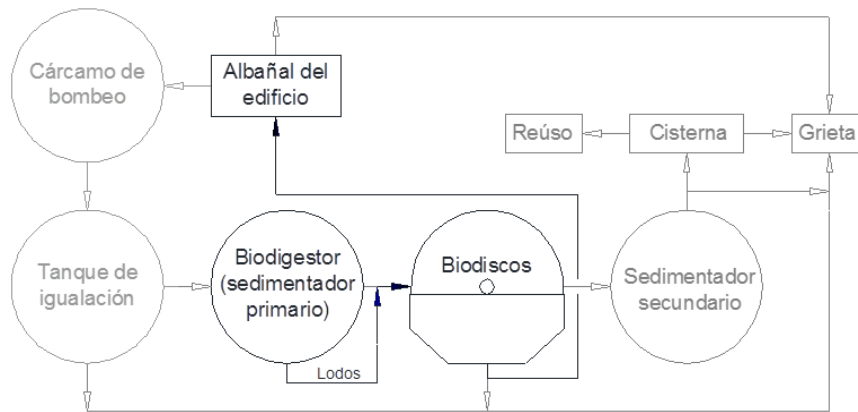 Cárcamo de
bombeo
Albañal del
edificio
Reúso
Cisterna
Grieta
Tanque de
igualación
Biodigestor
(sedimentador
primario)
Biodiscos
Sedimentador
secundario
Lodos